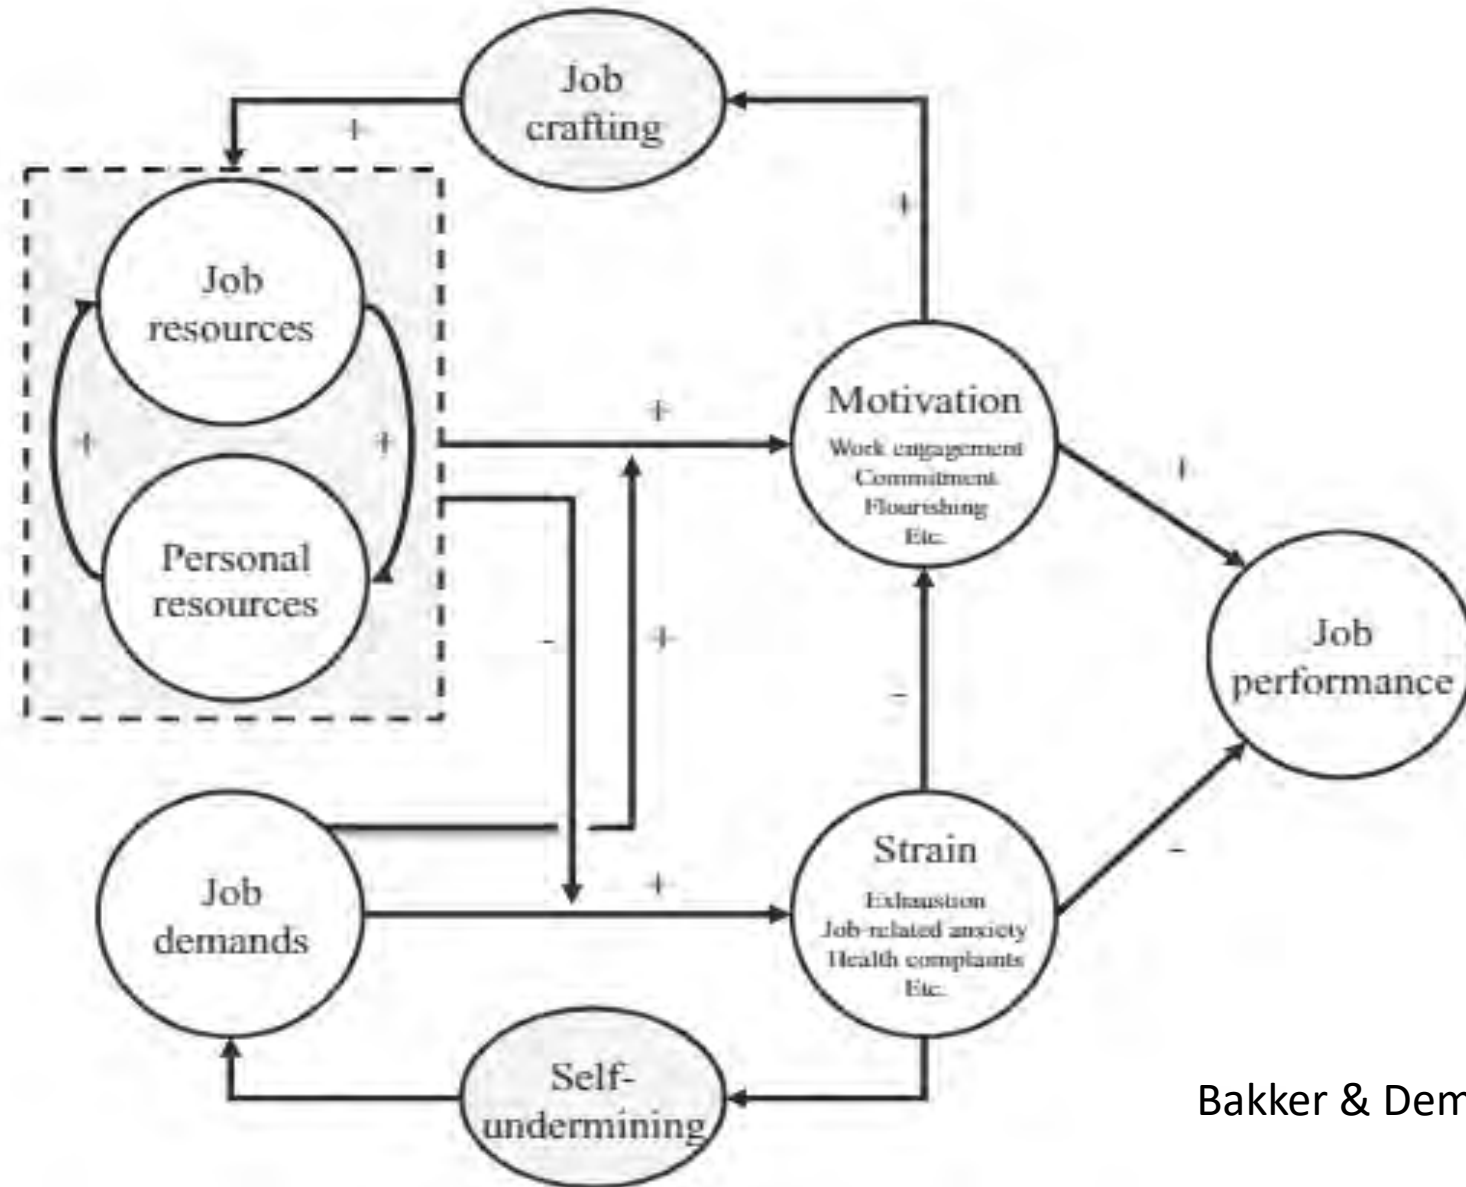 Job
crafting
+
+
Job
resources
+
+
Personal
resources
+
Motivation
Work engagement
Commitment
Flourishing
Etc.
+
-
+
-
Job
performance
Job
demands
+
Strain
Exhaustion
Job-related anxiety
Health complaints
Etc.
-
Self-
undermining
Bakker & Dem